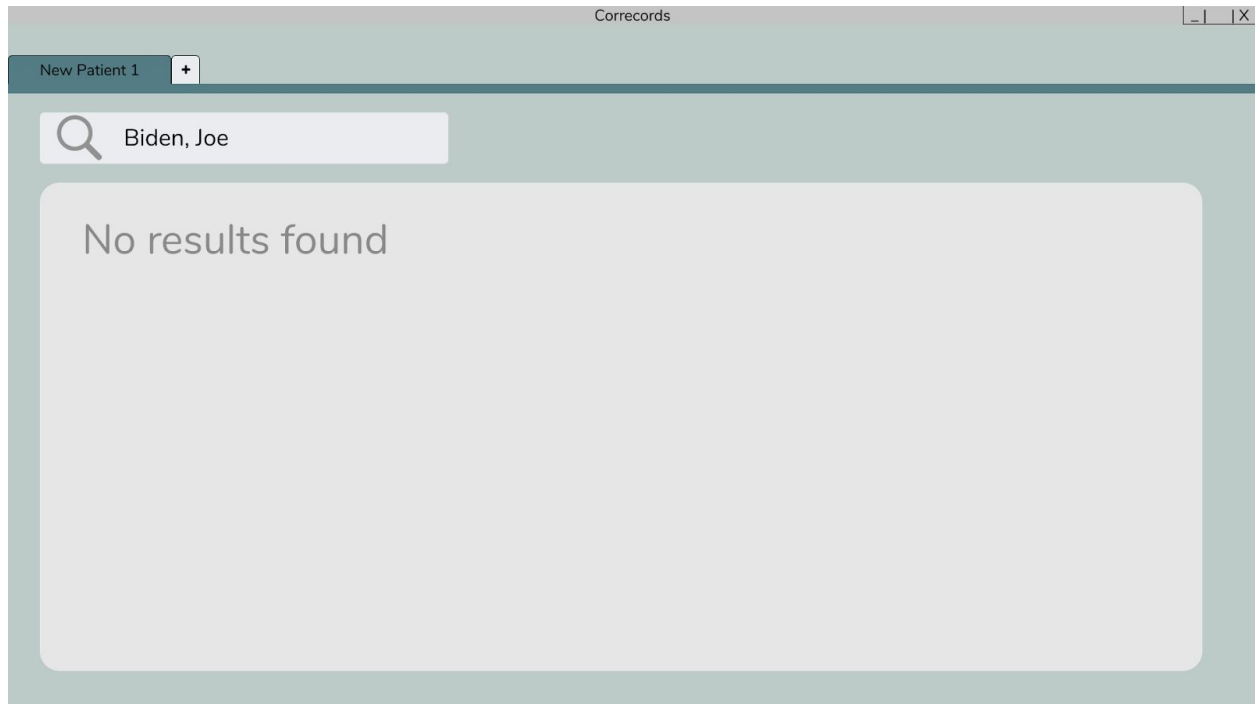 Correcords
_ | | X
New Patient 1 +
Biden, Joe
No results found